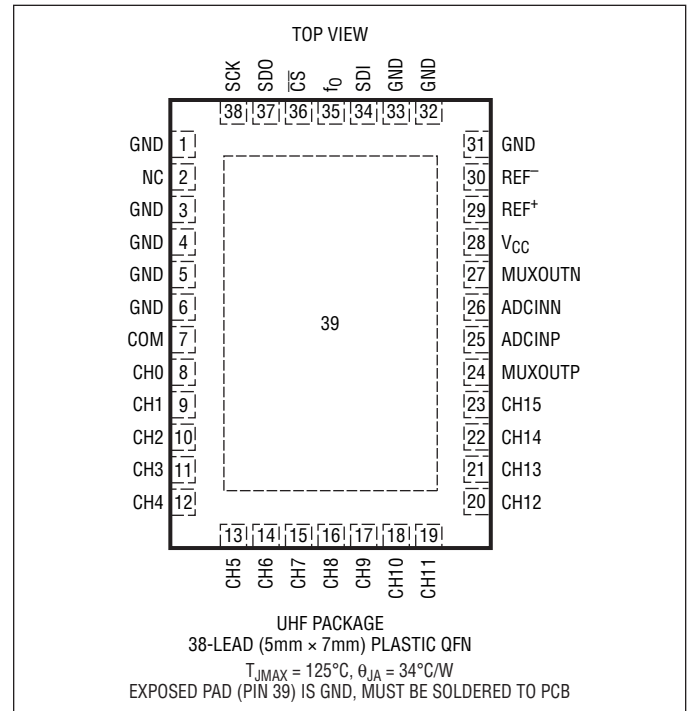 TOP VIEW
SCK SDO CS fO SDI GND GND
38 37 36 35 34 33 32
GND 1 31 GND
NC 2 30 REF–
GND 3 29 REF+
GND 4 28 VCC
GND 5 27 MUXOUTN
GND 6 26 ADCINN
39
COM 7 25 ADCINP
CH0 8 24 MUXOUTP
CH1 9 23 CH15
CH2 10 22 CH14
CH3 11 21 CH13
CH4 12 20 CH12
13 14 15 16 17 18 19
CH5 CH6 CH7 CH8 CH9 CH10 CH11
UHF PACKAGE
38-LEAD (5mm × 7mm) PLASTIC QFN
TJMAX = 125°C, θJA = 34°C/W
EXPOSED PAD (PIN 39) IS GND, MUST BE SOLDERED TO PCB